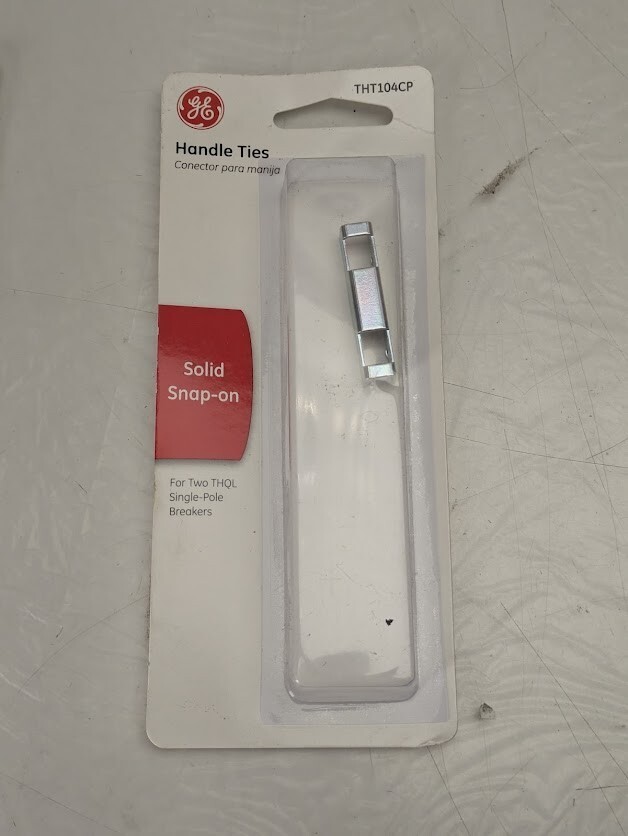 THT104CP
GE
Handle Ties
Conector para manija
Solid
Snap-on
For Two THQL
Single-Pole
Breakers